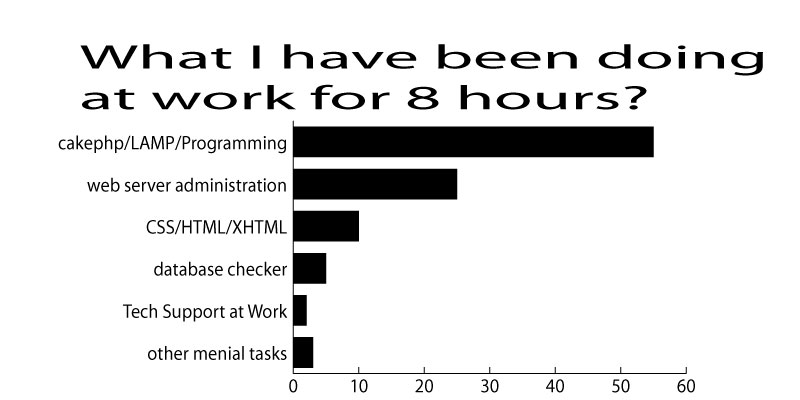 What I have been doing
at work for 8 hours?
cakephp/LAMP/Programming
web server administration
CSS/HTML/XHTML
database checker
Tech Support at Work
other menial tasks
0 10 20 30 40 50 60